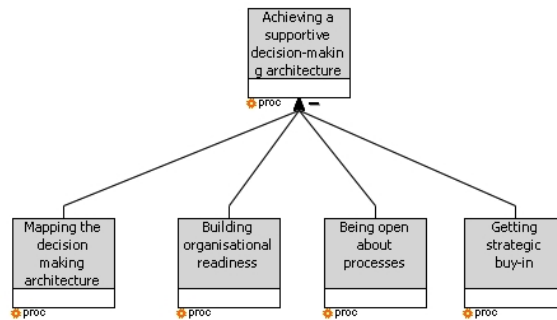 Achieving a
supportive
decision-makin
g architecture
proc
Mapping the
decision
making
architecture
proc
Building
organisational
readiness
proc
Being open
about
processes
proc
Getting
strategic
buy-in
proc